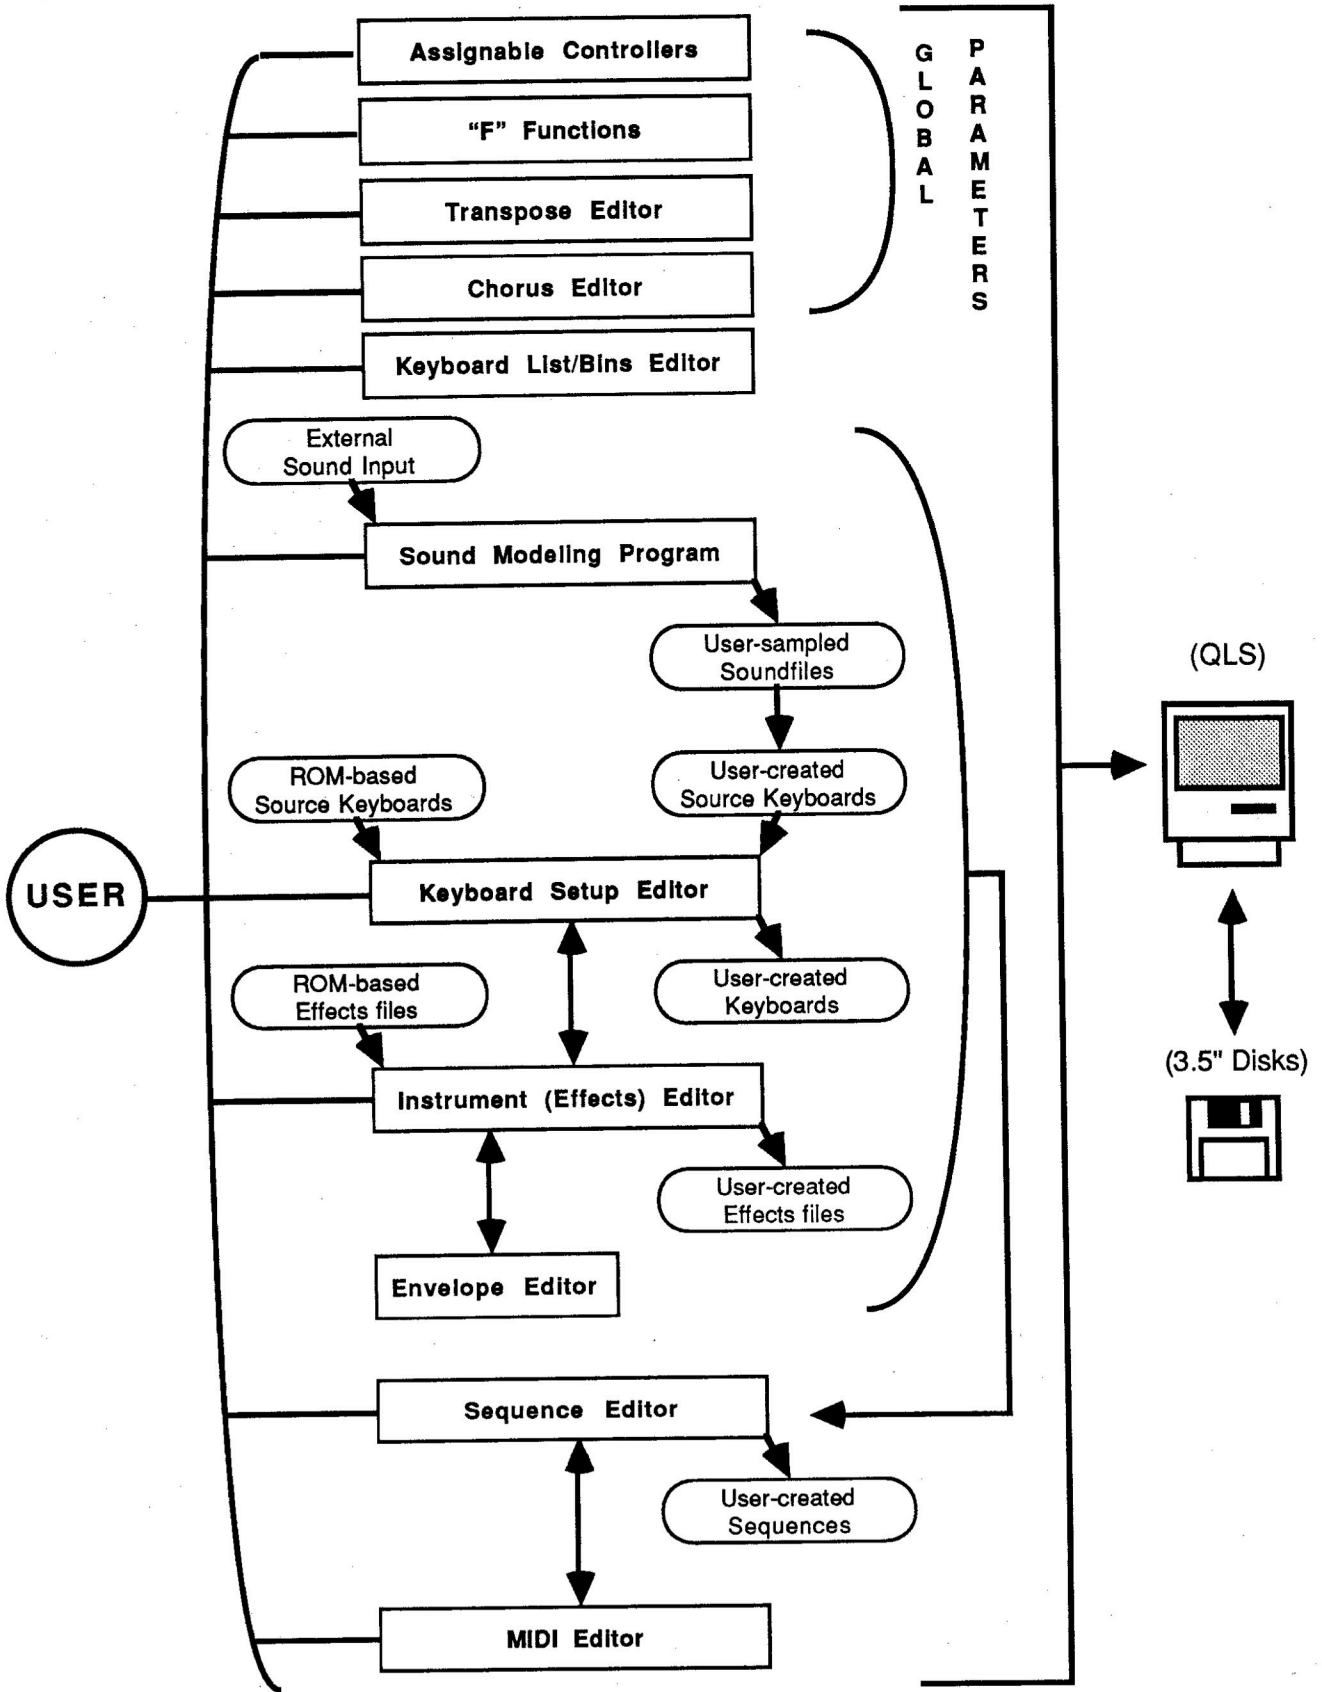 Assignable Controllers
"F" Functions
Transpose Editor
Chorus Editor
GLOBAL
PARAMETERS
Keyboard List/Bins Editor
External
Sound Input
Sound Modeling Program
User-sampled
Soundfiles
(QLS)
ROM-based
Source Keyboards
User-created
Source Keyboards
USER
Keyboard Setup Editor
ROM-based
Effects files
User-created
Keyboards
(3.5" Disks)
Instrument (Effects) Editor
User-created
Effects files
Envelope Editor
Sequence Editor
User-created
Sequences
MIDI Editor